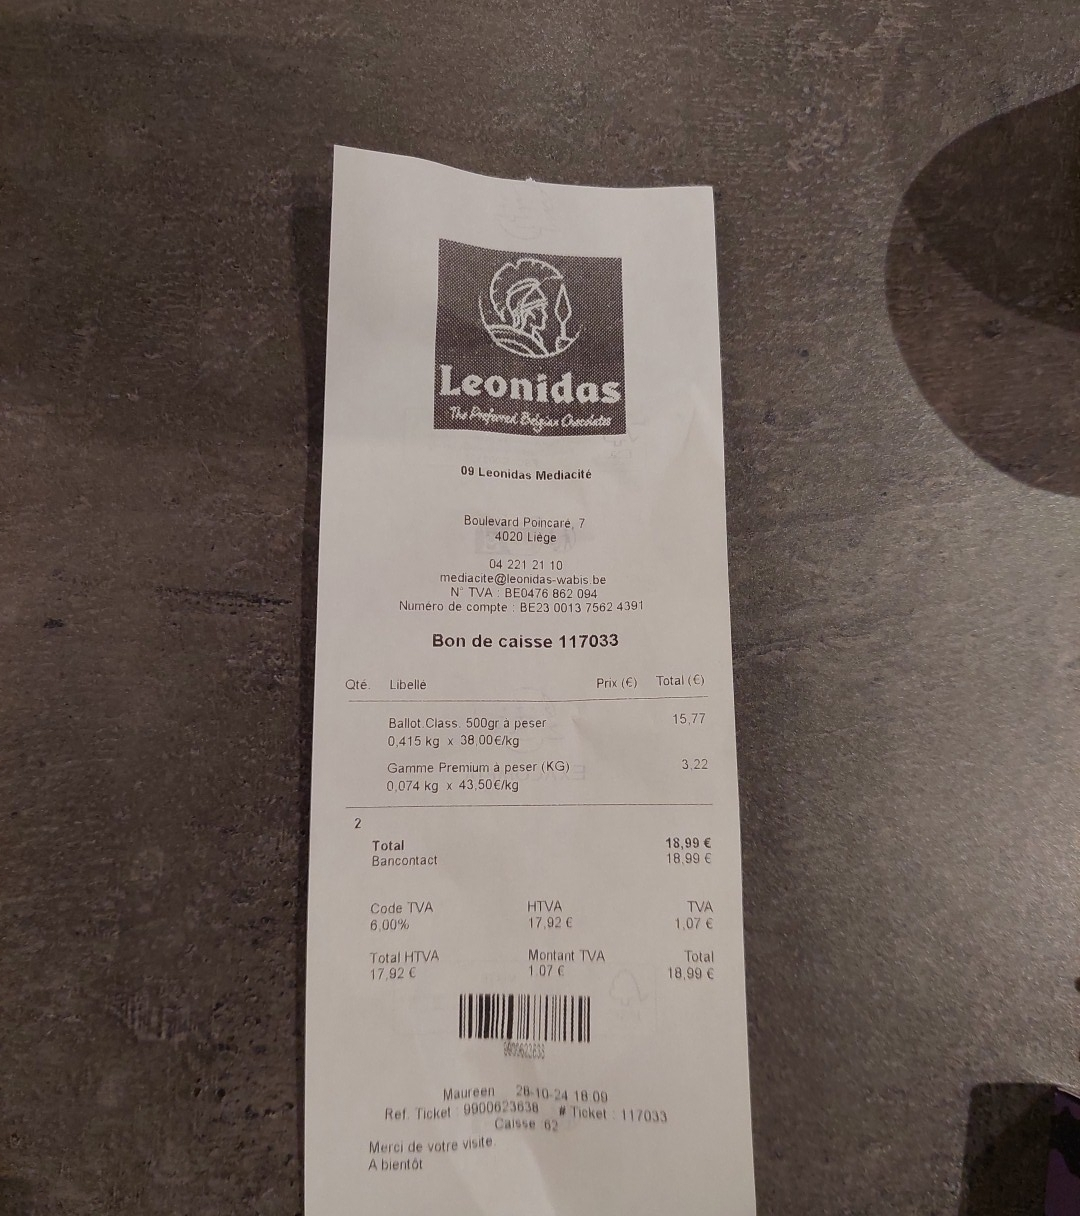 Leonidas
The Preferred Belgian Chocolates
09 Leonidas Mediacité
Boulevard Poincaré, 7
4020 Liège
04 221 21 10
mediacite@leonidas-wabis.be
N° TVA : BE0476 862 094
Numéro de compte : BE23 0013 7562 4391
Bon de caisse 117033
Qté. Libellé Prix (€) Total (€)
Ballot.Class. 500gr à peser 15,77
0,415 kg x 38,00€/kg
Gamme Premium à peser (KG) 3,22
0,074 kg x 43,50€/kg
2
Total 18,99 €
Bancontact 18,99 €
Code TVA HTVA TVA
6,00% 17,92 € 1,07 €
Total HTVA Montant TVA Total
17,92 € 1,07 € 18,99 €
Maureen 26-10-24 16:09
Ref. Ticket : 9900623638 # Ticket : 117033
Caisse 62
Merci de votre visite.
A bientôt